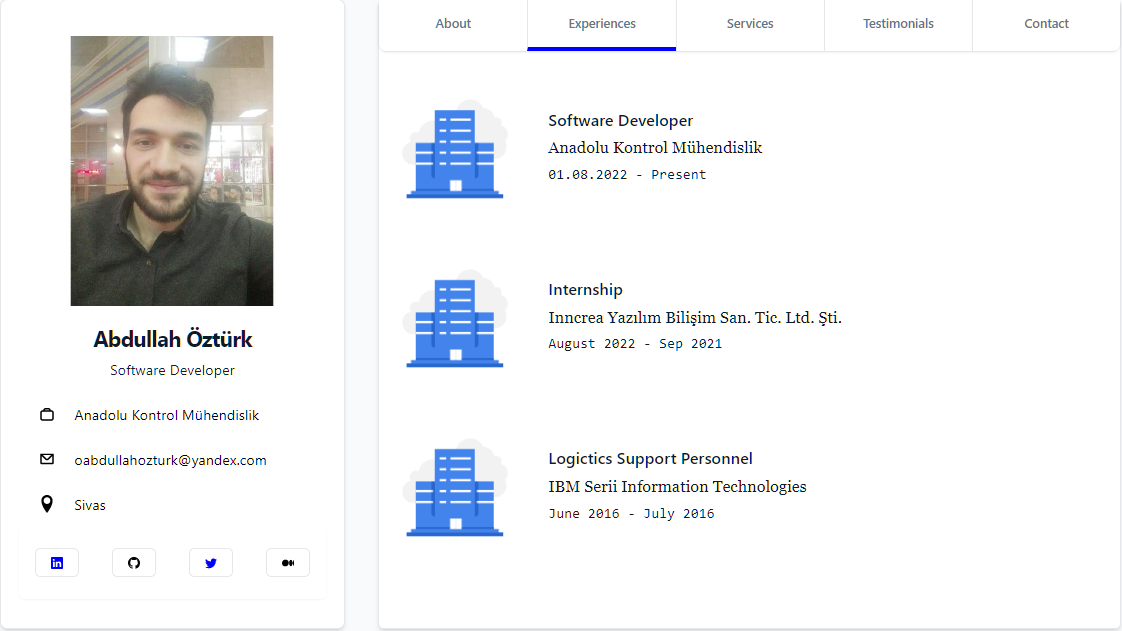 Abdullah Öztürk
Software Developer
Anadolu Kontrol Mühendislik
oabdullahozturk@yandex.com
Sivas
About
Experiences
Services
Testimonials
Contact
Software Developer
Anadolu Kontrol Mühendislik
01.08.2022 - Present
Internship
Inncrea Yazılım Bilişim San. Tic. Ltd. Şti.
August 2022 - Sep 2021
Logictics Support Personnel
IBM Serii Information Technologies
June 2016 - July 2016